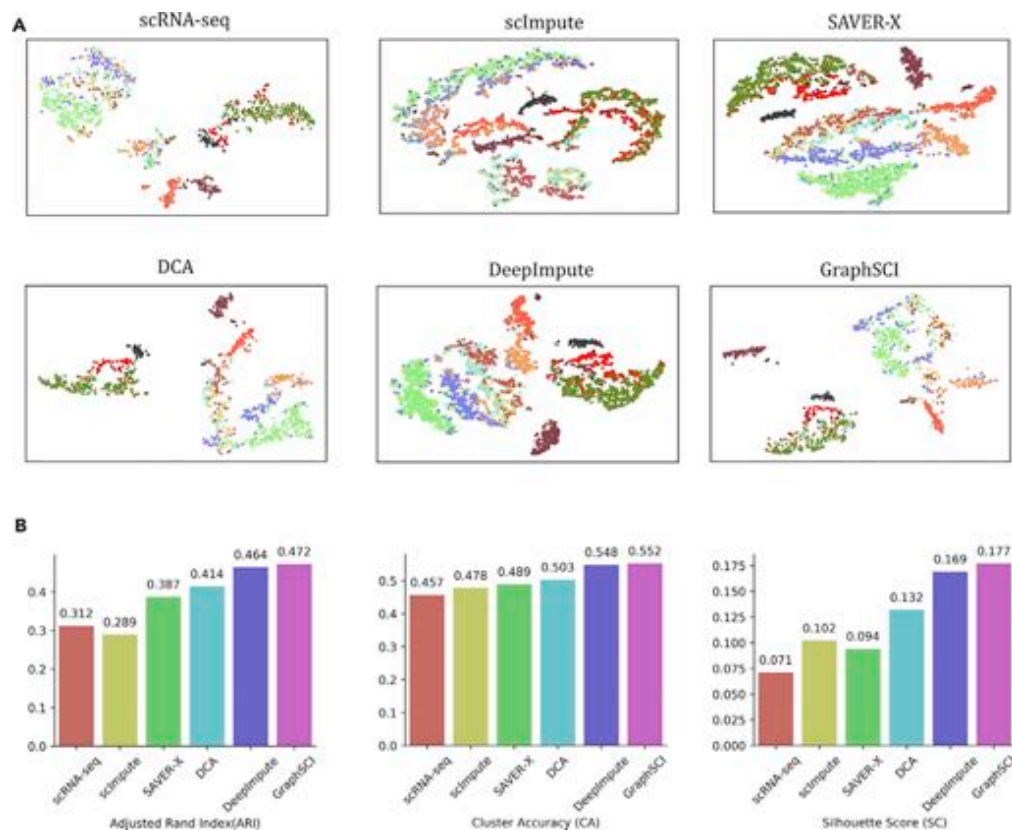 A
scRNA-seq
scImpute
SAVER-X
DCA
DeepImpute
GraphSCI
B
0.312
0.289
0.387
0.414
0.464
0.472
0.4
0.3
0.2
0.1
0.0
scRNA-seq
scImpute
SAVER-X
DCA
DeepImpute
GraphSCI
Adjusted Rand Index(ARI)
0.457
0.478
0.489
0.503
0.548
0.552
0.5
0.4
0.3
0.2
0.1
0.0
scRNA-seq
scImpute
SAVER-X
DCA
DeepImpute
GraphSCI
Cluster Accuracy (CA)
0.071
0.102
0.094
0.132
0.169
0.177
0.175
0.150
0.125
0.100
0.075
0.050
0.025
0.000
scRNA-seq
scImpute
SAVER-X
DCA
DeepImpute
GraphSCI
Silhouette Score (SC)